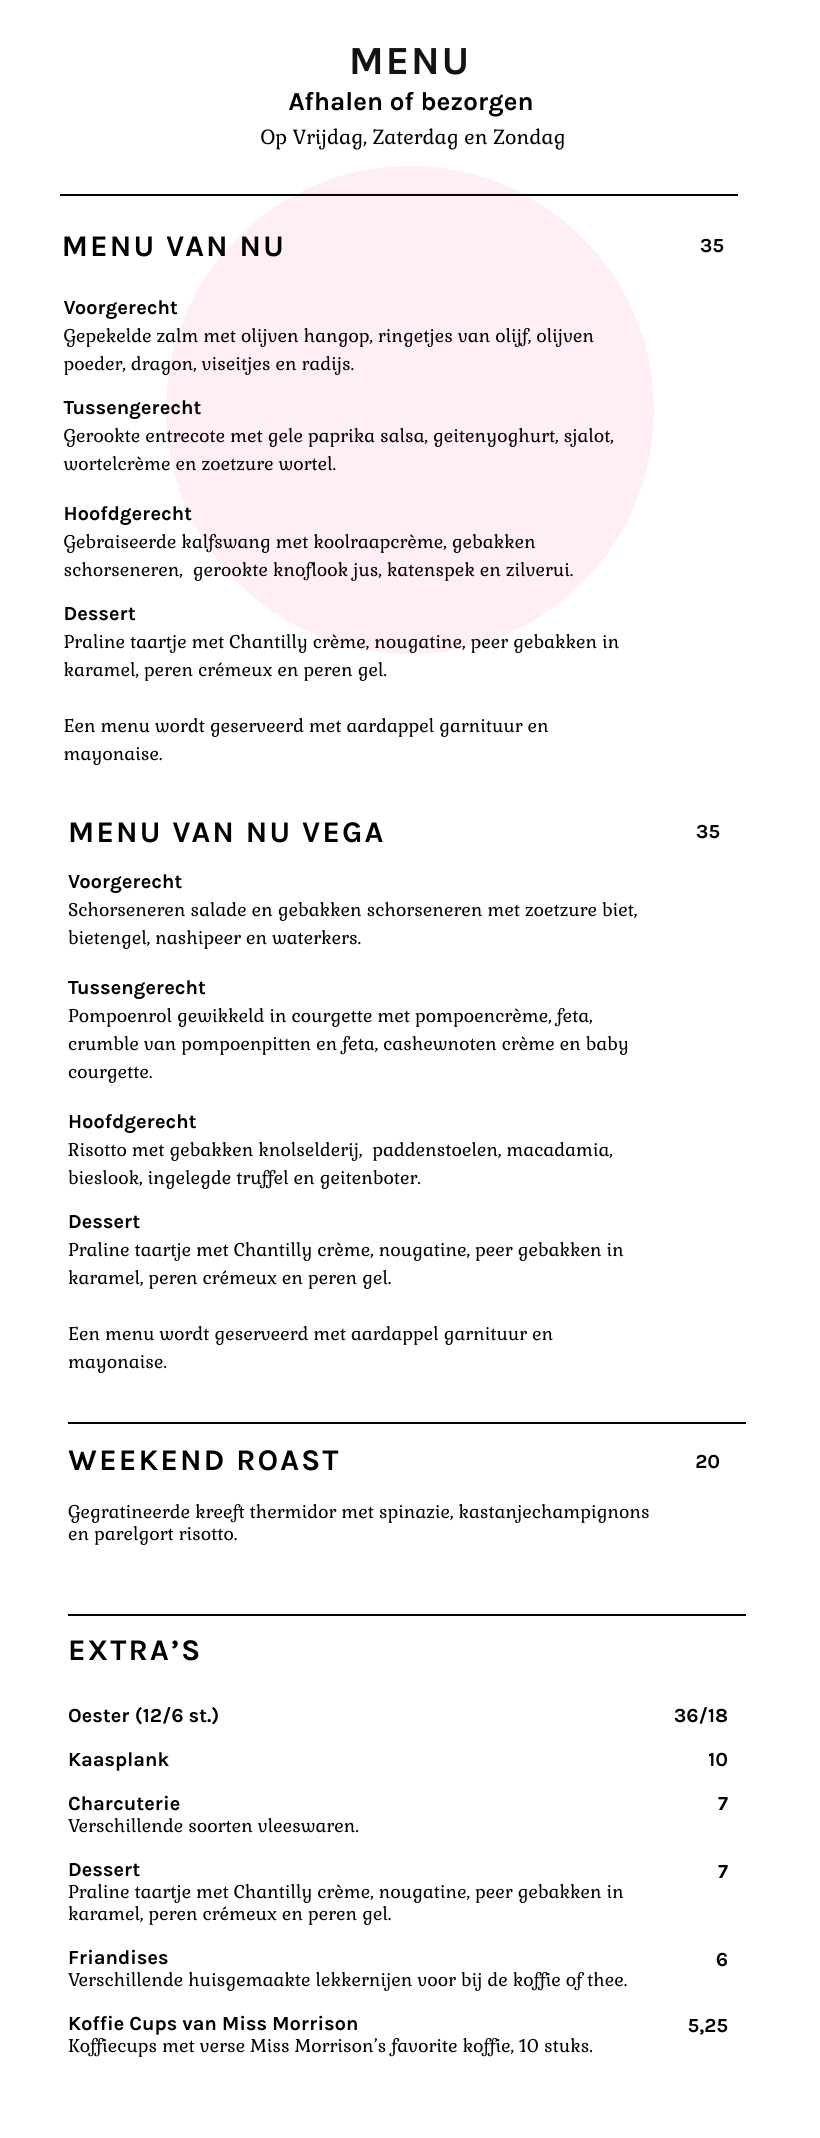 MENU
Afhalen of bezorgen
Op Vrijdag, Zaterdag en Zondag
MENU VAN NU 35
Voorgerecht
Gepekelde zalm met olijven hangop, ringetjes van olijf, olijven
poeder, dragon, viseitjes en radijs.
Tussengerecht
Gerookte entrecote met gele paprika salsa, geitenyoghurt, sjalot,
wortelcrème en zoetzure wortel.
Hoofdgerecht
Gebraiseerde kalfswang met koolraapcrème, gebakken
schorseneren,  gerookte knoflook jus, katenspek en zilverui.
Dessert
Praline taartje met Chantilly crème, nougatine, peer gebakken in
karamel, peren crémeux en peren gel.
Een menu wordt geserveerd met aardappel garnituur en
mayonaise.
MENU VAN NU VEGA 35
Voorgerecht
Schorseneren salade en gebakken schorseneren met zoetzure biet,
bietengel, nashipeer en waterkers.
Tussengerecht
Pompoenrol gewikkeld in courgette met pompoencrème, feta,
crumble van pompoenpitten en feta, cashewnoten crème en baby
courgette.
Hoofdgerecht
Risotto met gebakken knolselderij,  paddenstoelen, macadamia,
bieslook, ingelegde truffel en geitenboter.
Dessert
Praline taartje met Chantilly crème, nougatine, peer gebakken in
karamel, peren crémeux en peren gel.
Een menu wordt geserveerd met aardappel garnituur en
mayonaise.
WEEKEND ROAST 20
Gegratineerde kreeft thermidor met spinazie, kastanjechampignons
en parelgort risotto.
EXTRA’S
Oester (12/6 st.) 36/18
Kaasplank 10
Charcuterie 7
Verschillende soorten vleeswaren.
Dessert 7
Praline taartje met Chantilly crème, nougatine, peer gebakken in
karamel, peren crémeux en peren gel.
Friandises 6
Verschillende huisgemaakte lekkernijen voor bij de koffie of thee.
Koffie Cups van Miss Morrison 5,25
Koffiecups met verse Miss Morrison’s favorite koffie, 10 stuks.